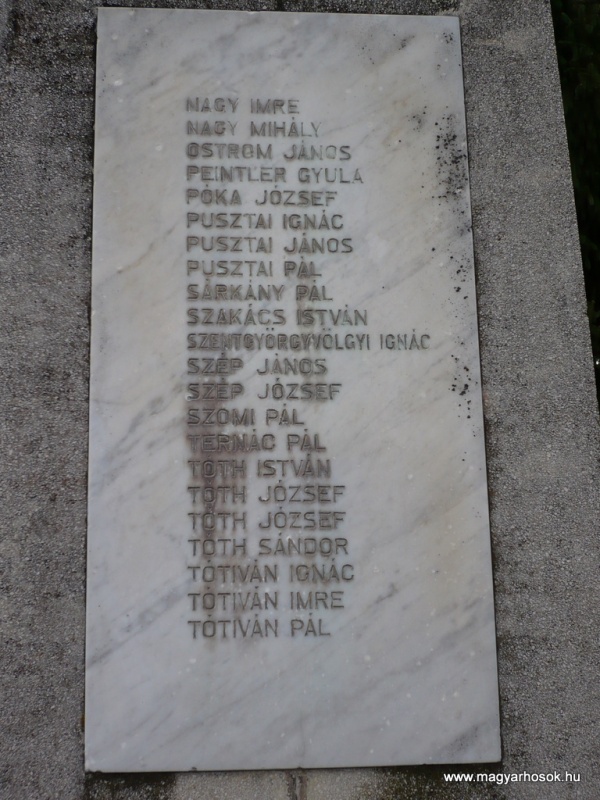 NAGY IMRE
NAGY MIHÁLY
OSTROM JÁNOS
PEINTLER GYULA
PÓKA JÓZSEF
PUSZTAI IGNÁC
PUSZTAI JÁNOS
PUSZTAI PÁL
SÁRKÁNY PÁL
SZAKÁCS ISTVÁN
SZENTGYÖRGYVÖLGYI IGNÁC
SZÉP JÁNOS
SZÉP JÓZSEF
SZOMI PÁL
TERNÁC PÁL
TÓTH ISTVÁN
TÓTH JÓZSEF
TÓTH JÓZSEF
TÓTH SÁNDOR
TÓTIVÁN IGNÁC
TÓTIVÁN IMRE
TÓTIVÁN PÁL
www.magyarhosok.hu